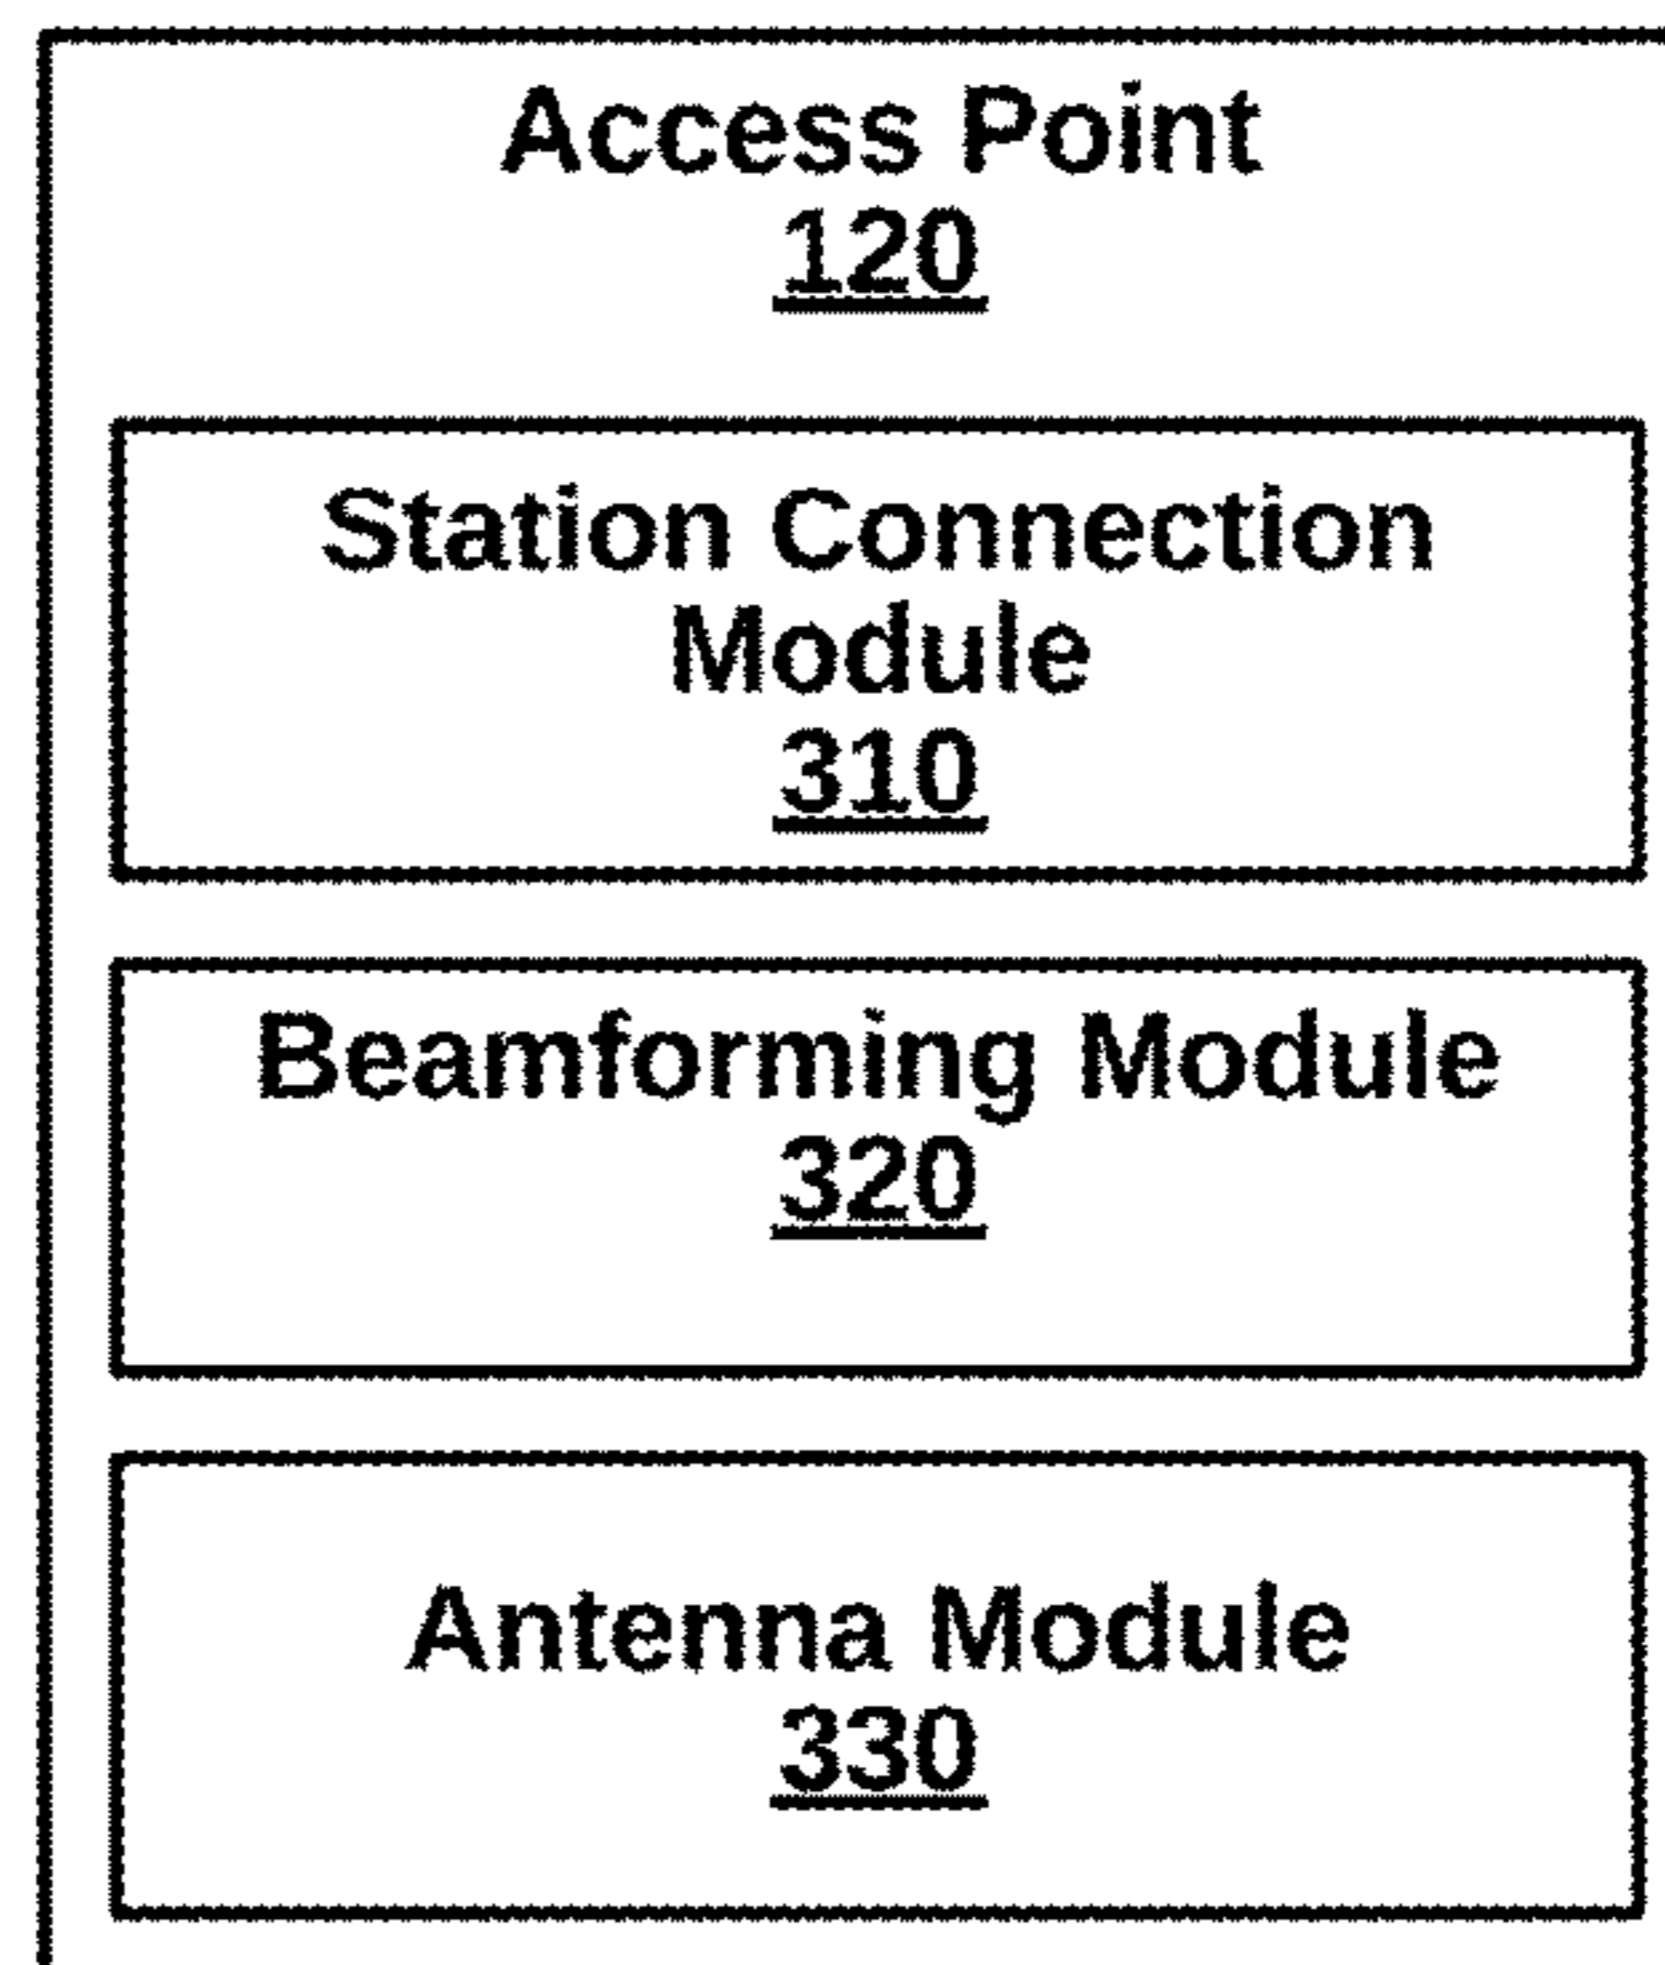 Access Point
120
Station Connection
Module
310
Beamforming Module
320
Antenna Module
330